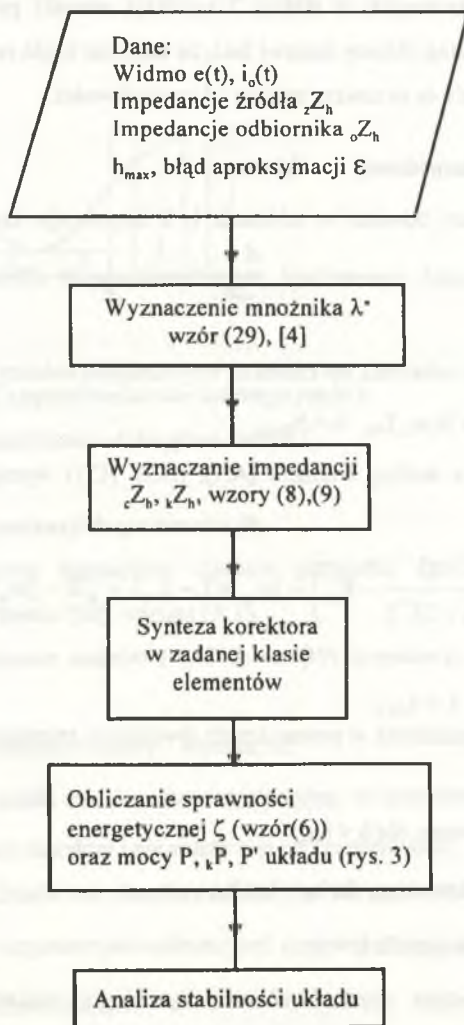 Dane:
Widmo e(t), i₀(t)
Impedancje źródła zZₕ
Impedancje odbiornika ₒZₕ
hₘₐₓ, błąd aproksymacji ε
Wyznaczenie mnożnika λ*
wzór (29), [4]
Wyznączanie impedancji
cZₕ, ₖZₕ, wzory (8),(9)
Synteza korektora
w zadanej klasie
elementów
Obliczanie sprawności
energetycznej ζ (wzór(6))
oraz mocy P, ₖP, P' układu (rys. 3)
Analiza stabilności układu